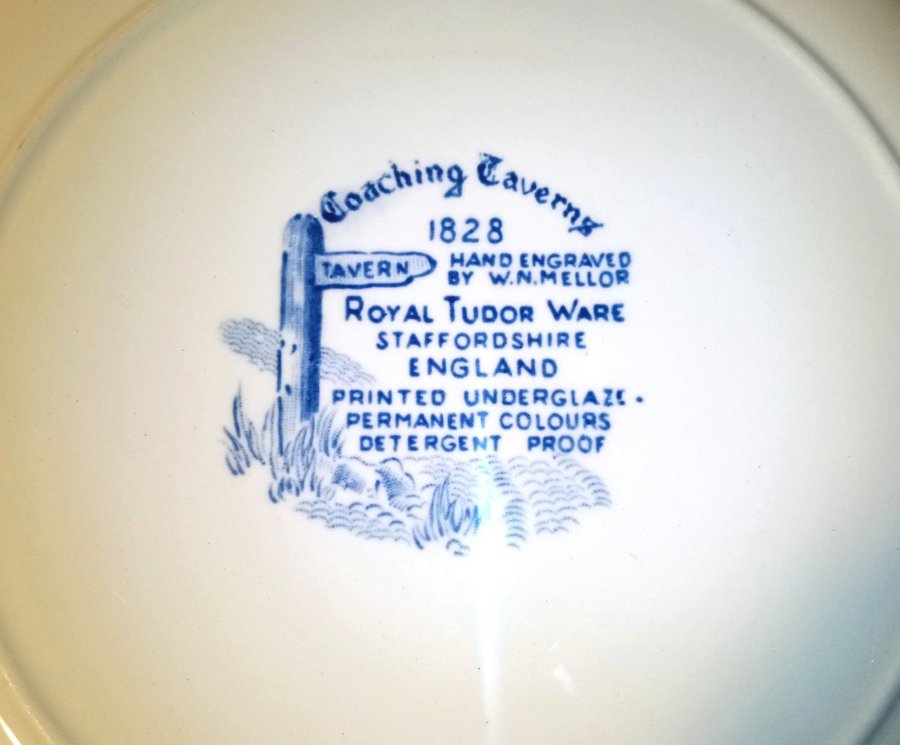 Coaching Taverns
1828
TAVERN
HAND ENGRAVED
BY W.N.MELLOR
ROYAL TUDOR WARE
STAFFORDSHIRE
ENGLAND
PRINTED UNDERGLAZE.
PERMANENT COLOURS
DETERGENT PROOF